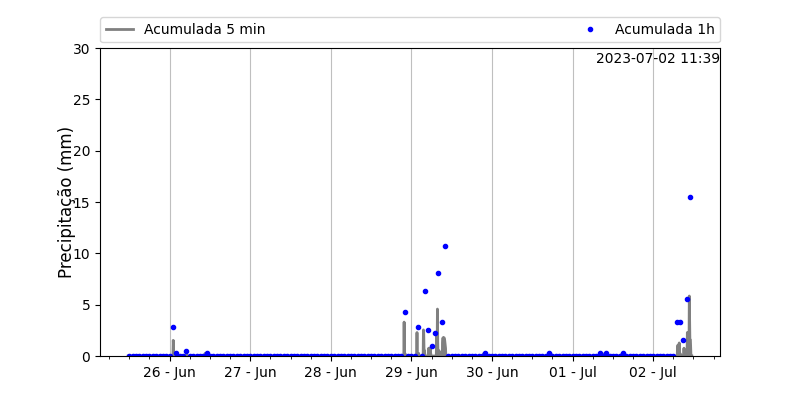 Acumulada 5 min Acumulada 1h
2023-07-02 11:39
Precipitação (mm)
30
25
20
15
10
5
0
26 - Jun 27 - Jun 28 - Jun 29 - Jun 30 - Jun 01 - Jul 02 - Jul